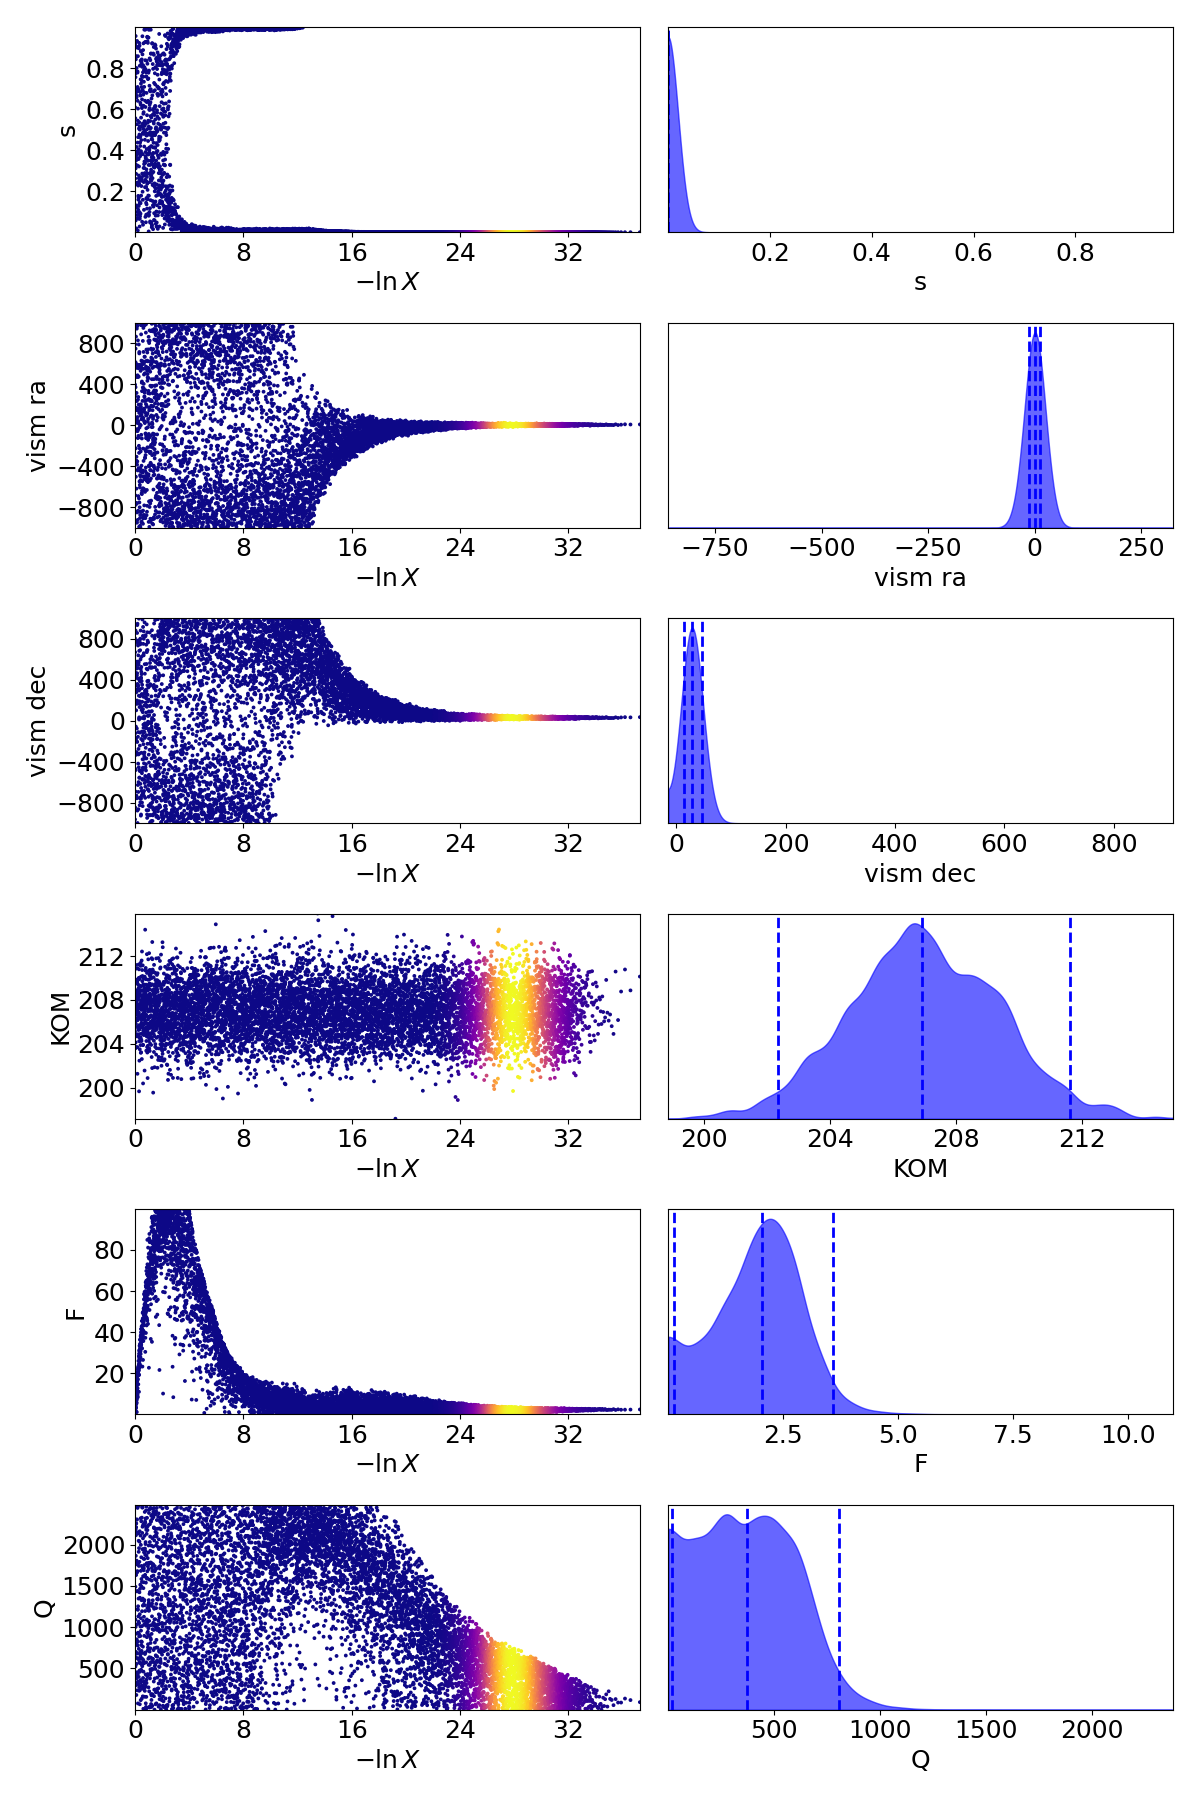 0.8
0.6
0.4
0.2
s
0 8 16 24 32
−ln X
0.2 0.4 0.6 0.8
s
800
400
0
−400
−800
vism ra
0 8 16 24 32
−ln X
−750 −500 −250 0 250
vism ra
800
400
0
−400
−800
vism dec
0 8 16 24 32
−ln X
0 200 400 600 800
vism dec
212
208
204
200
KOM
0 8 16 24 32
−ln X
200 204 208 212
KOM
80
60
40
20
F
0 8 16 24 32
−ln X
2.5 5.0 7.5 10.0
F
2000
1500
1000
500
Q
0 8 16 24 32
−ln X
500 1000 1500 2000
Q